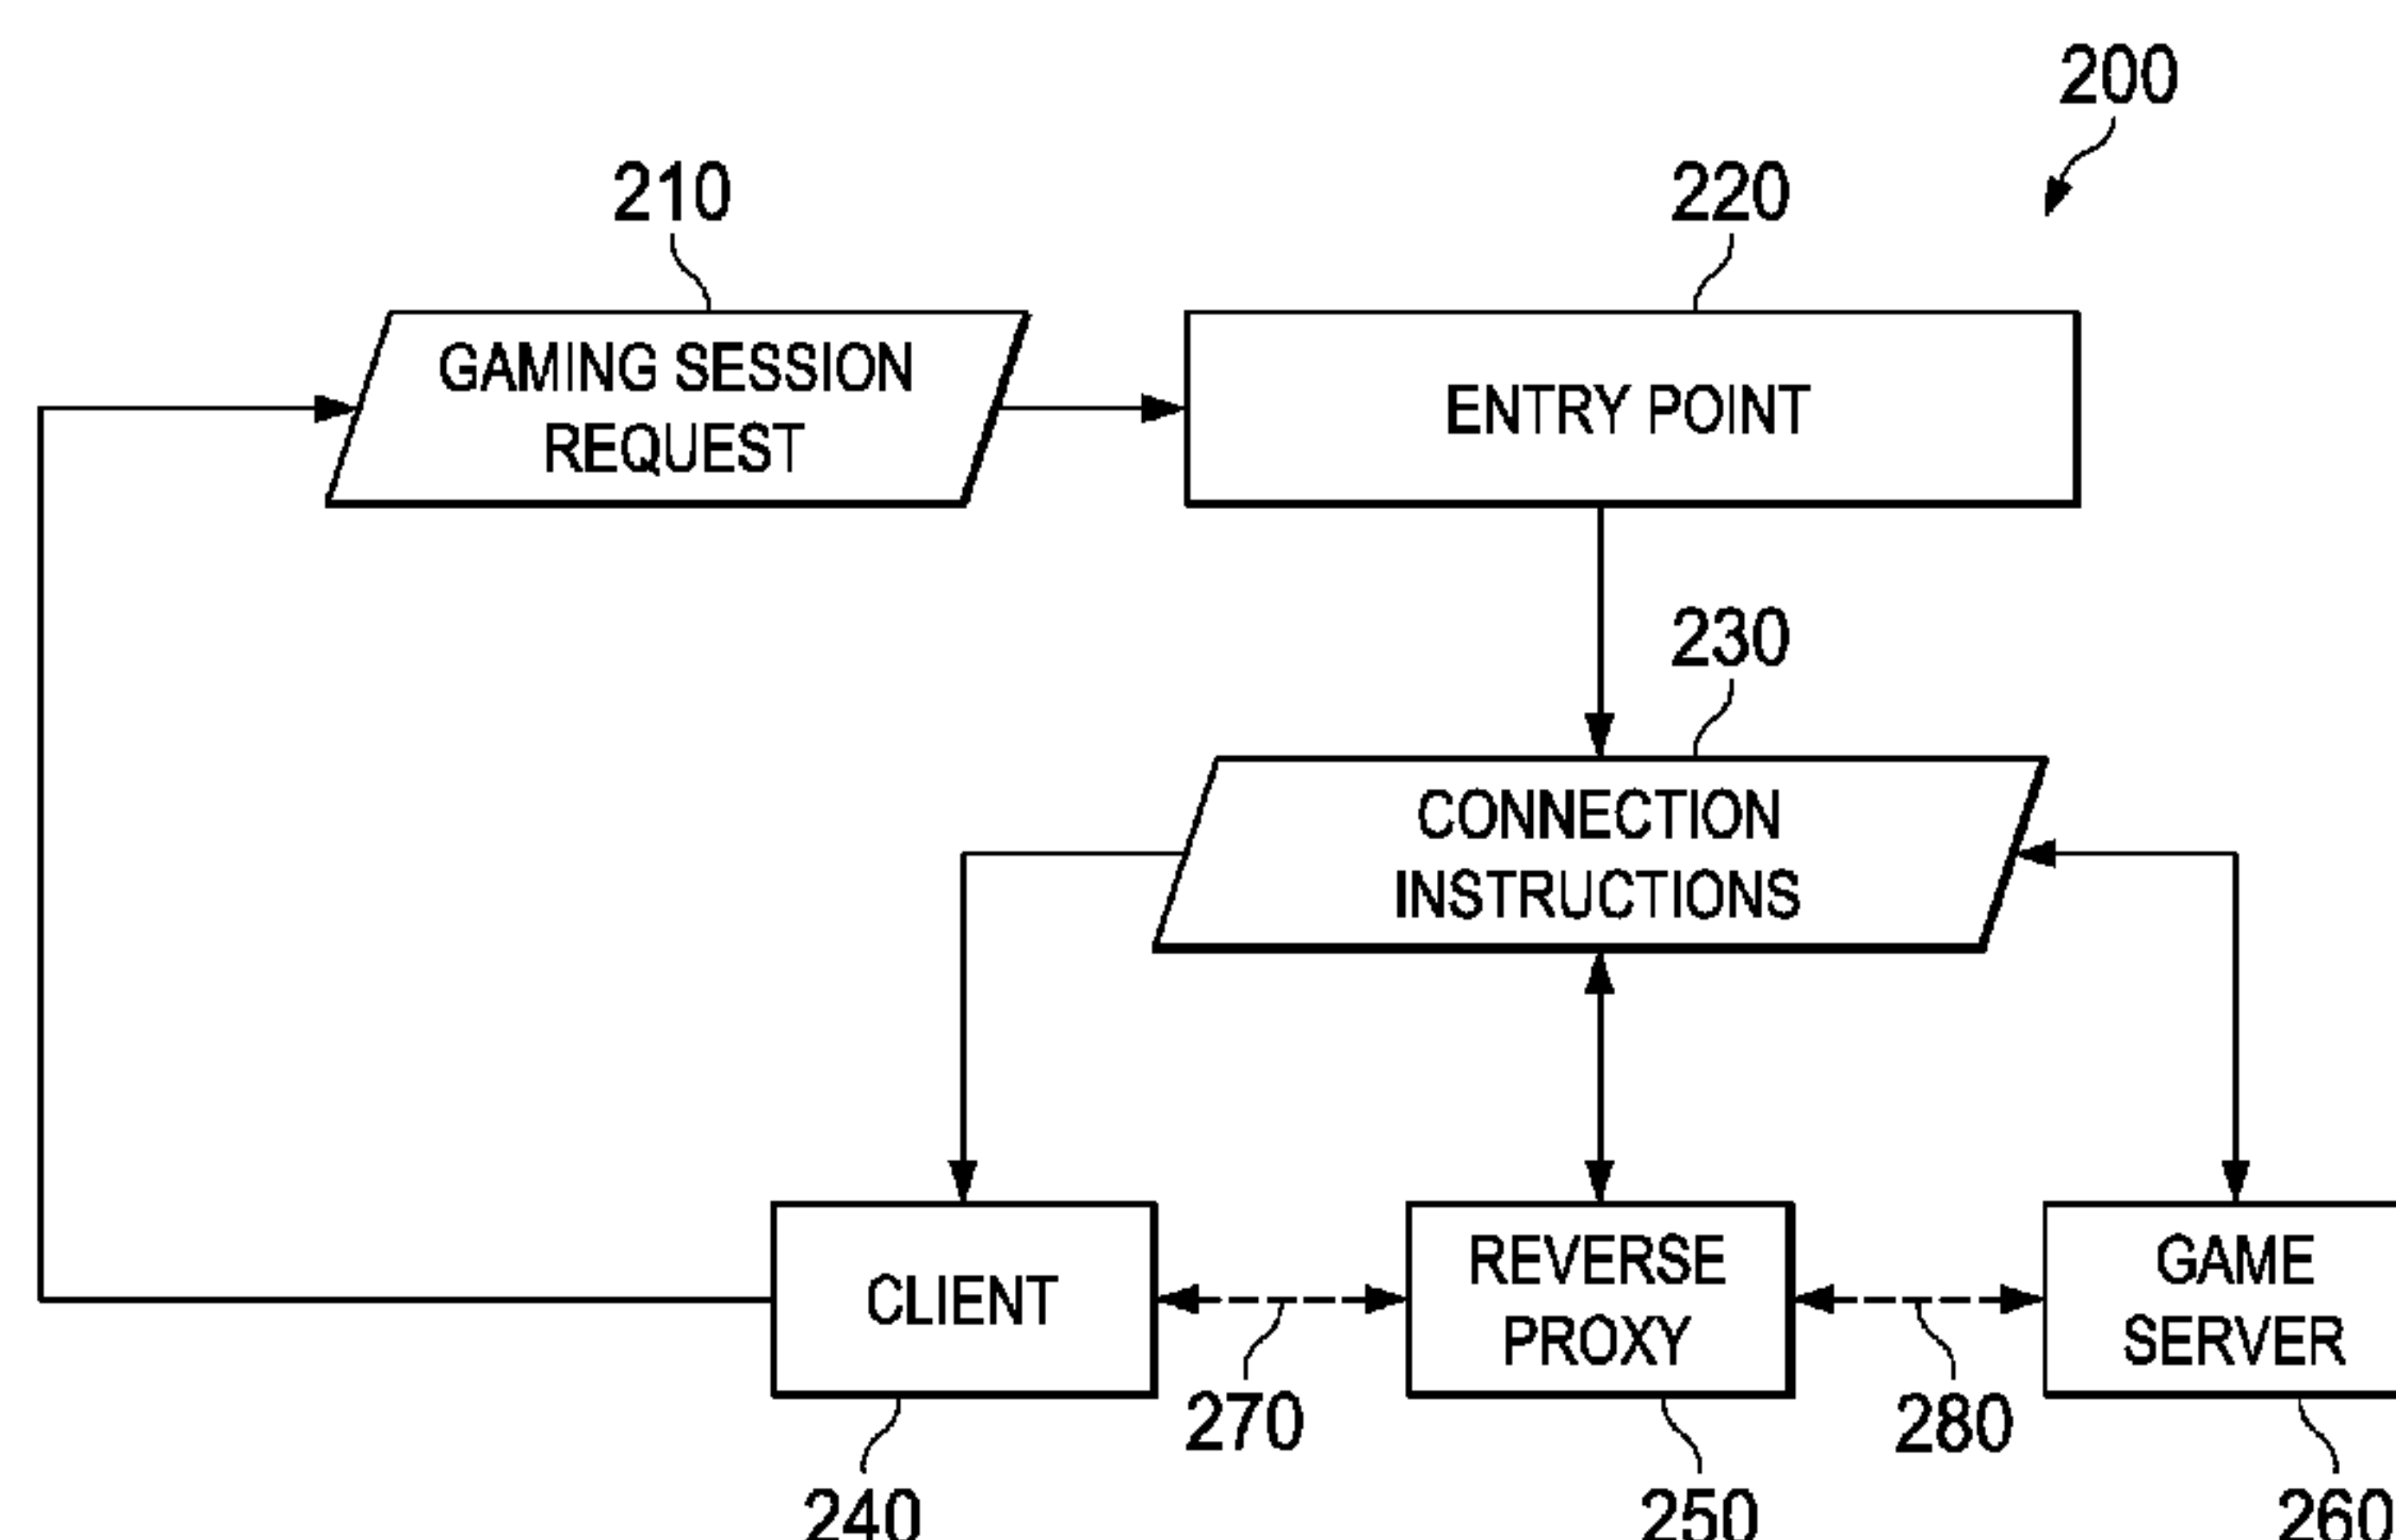 200
210
220
GAMING SESSION
REQUEST
ENTRY POINT
230
CONNECTION
INSTRUCTIONS
CLIENT
REVERSE
PROXY
GAME
SERVER
270
280
240
250
260